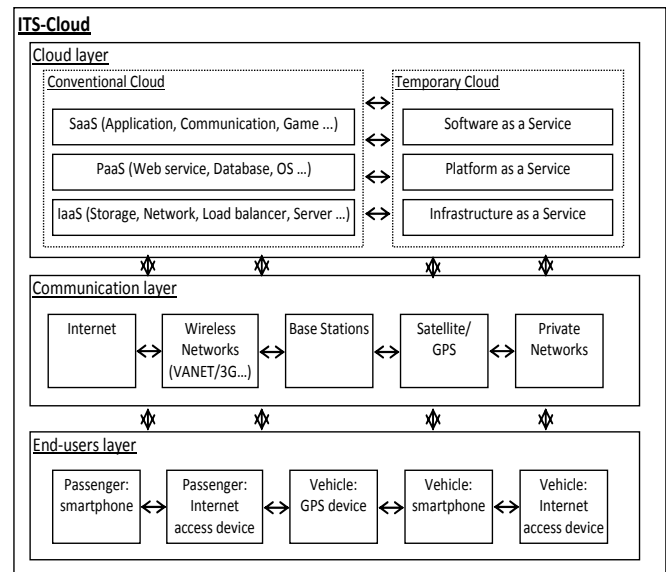 ITS-Cloud
Cloud layer
Conventional Cloud
Temporary Cloud
SaaS (Application, Communication, Game ...)
Software as a Service
PaaS (Web service, Database, OS ...)
Platform as a Service
IaaS (Storage, Network, Load balancer, Server ...)
Infrastructure as a Service
Communication layer
Internet
Wireless
Networks
(VANET/3G...)
Base Stations
Satellite/
GPS
Private
Networks
End-users layer
Passenger:
smartphone
Passenger:
Internet
access device
Vehicle:
GPS device
Vehicle:
smartphone
Vehicle:
Internet
access device